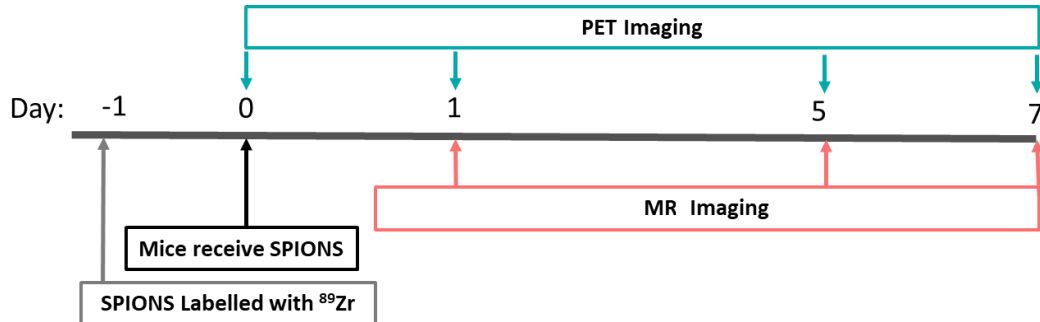 PET Imaging
Day: -1 0 1 5 7
MR Imaging
Mice receive SPIONS
SPIONS Labelled with ⁸⁹Zr